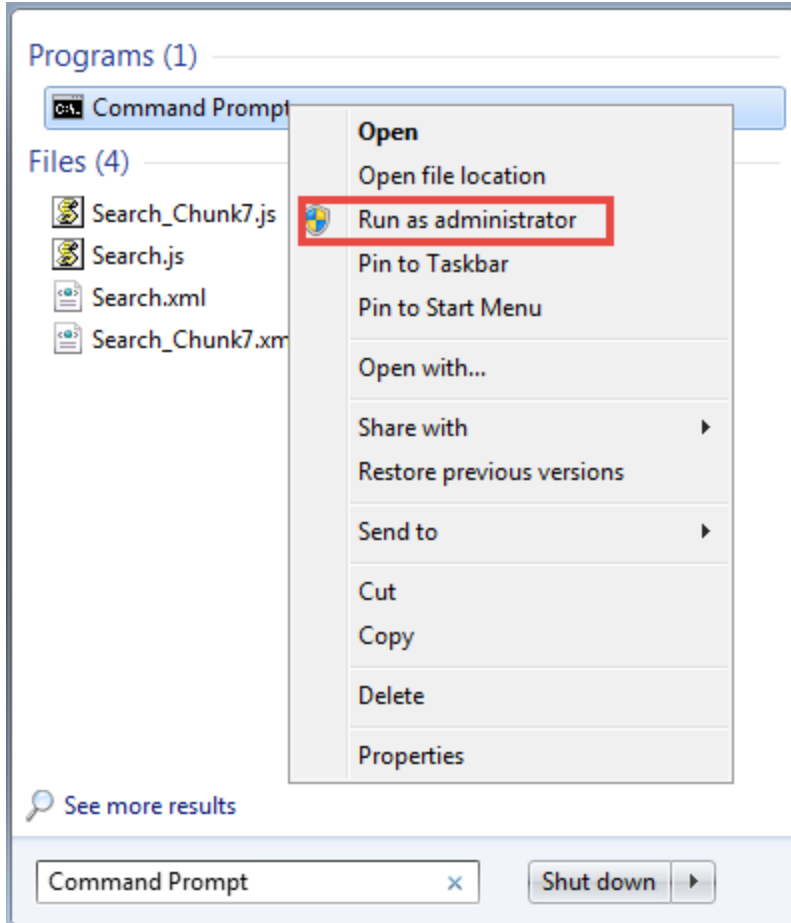 Programs (1)
C:\.
Command Prompt
Files (4)
Search_Chunk7.js
Search.js
Search.xml
Search_Chunk7.xm
Open
Open file location
Run as administrator
Pin to Taskbar
Pin to Start Menu
Open with...
Share with
Restore previous versions
Send to
Cut
Copy
Delete
Properties
See more results
Command Prompt
Shut down